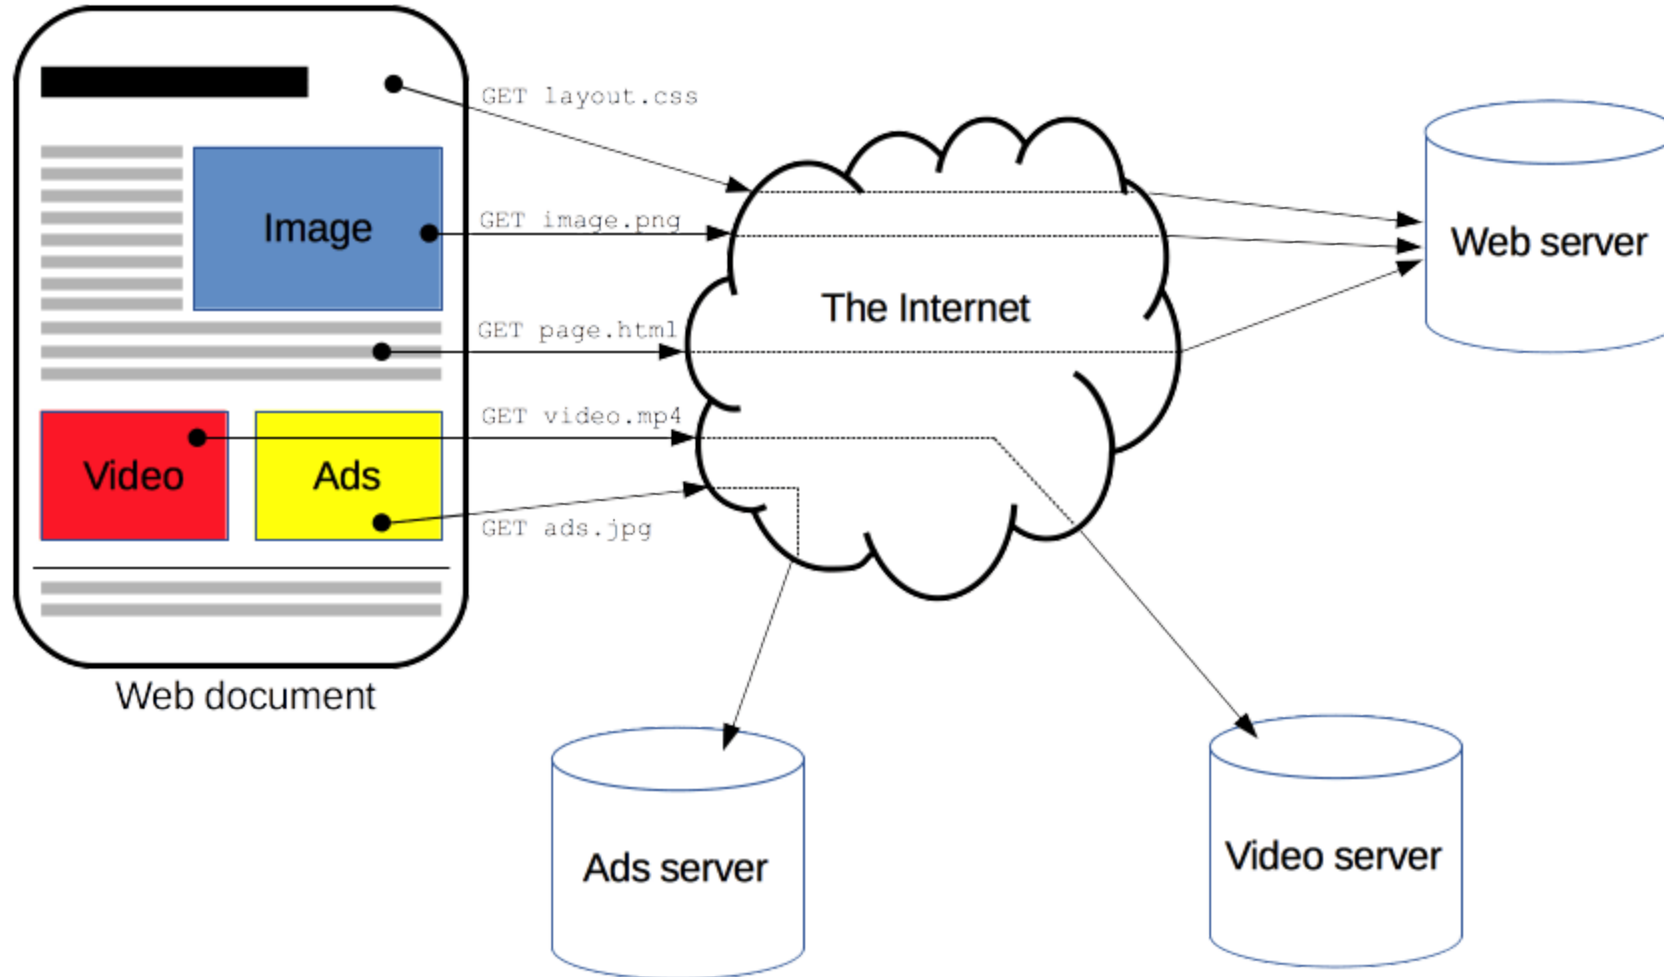 GET layout.css
Image
GET image.png
The Internet
Web server
GET page.html
GET video.mp4
Video
Ads
GET ads.jpg
Web document
Ads server
Video server